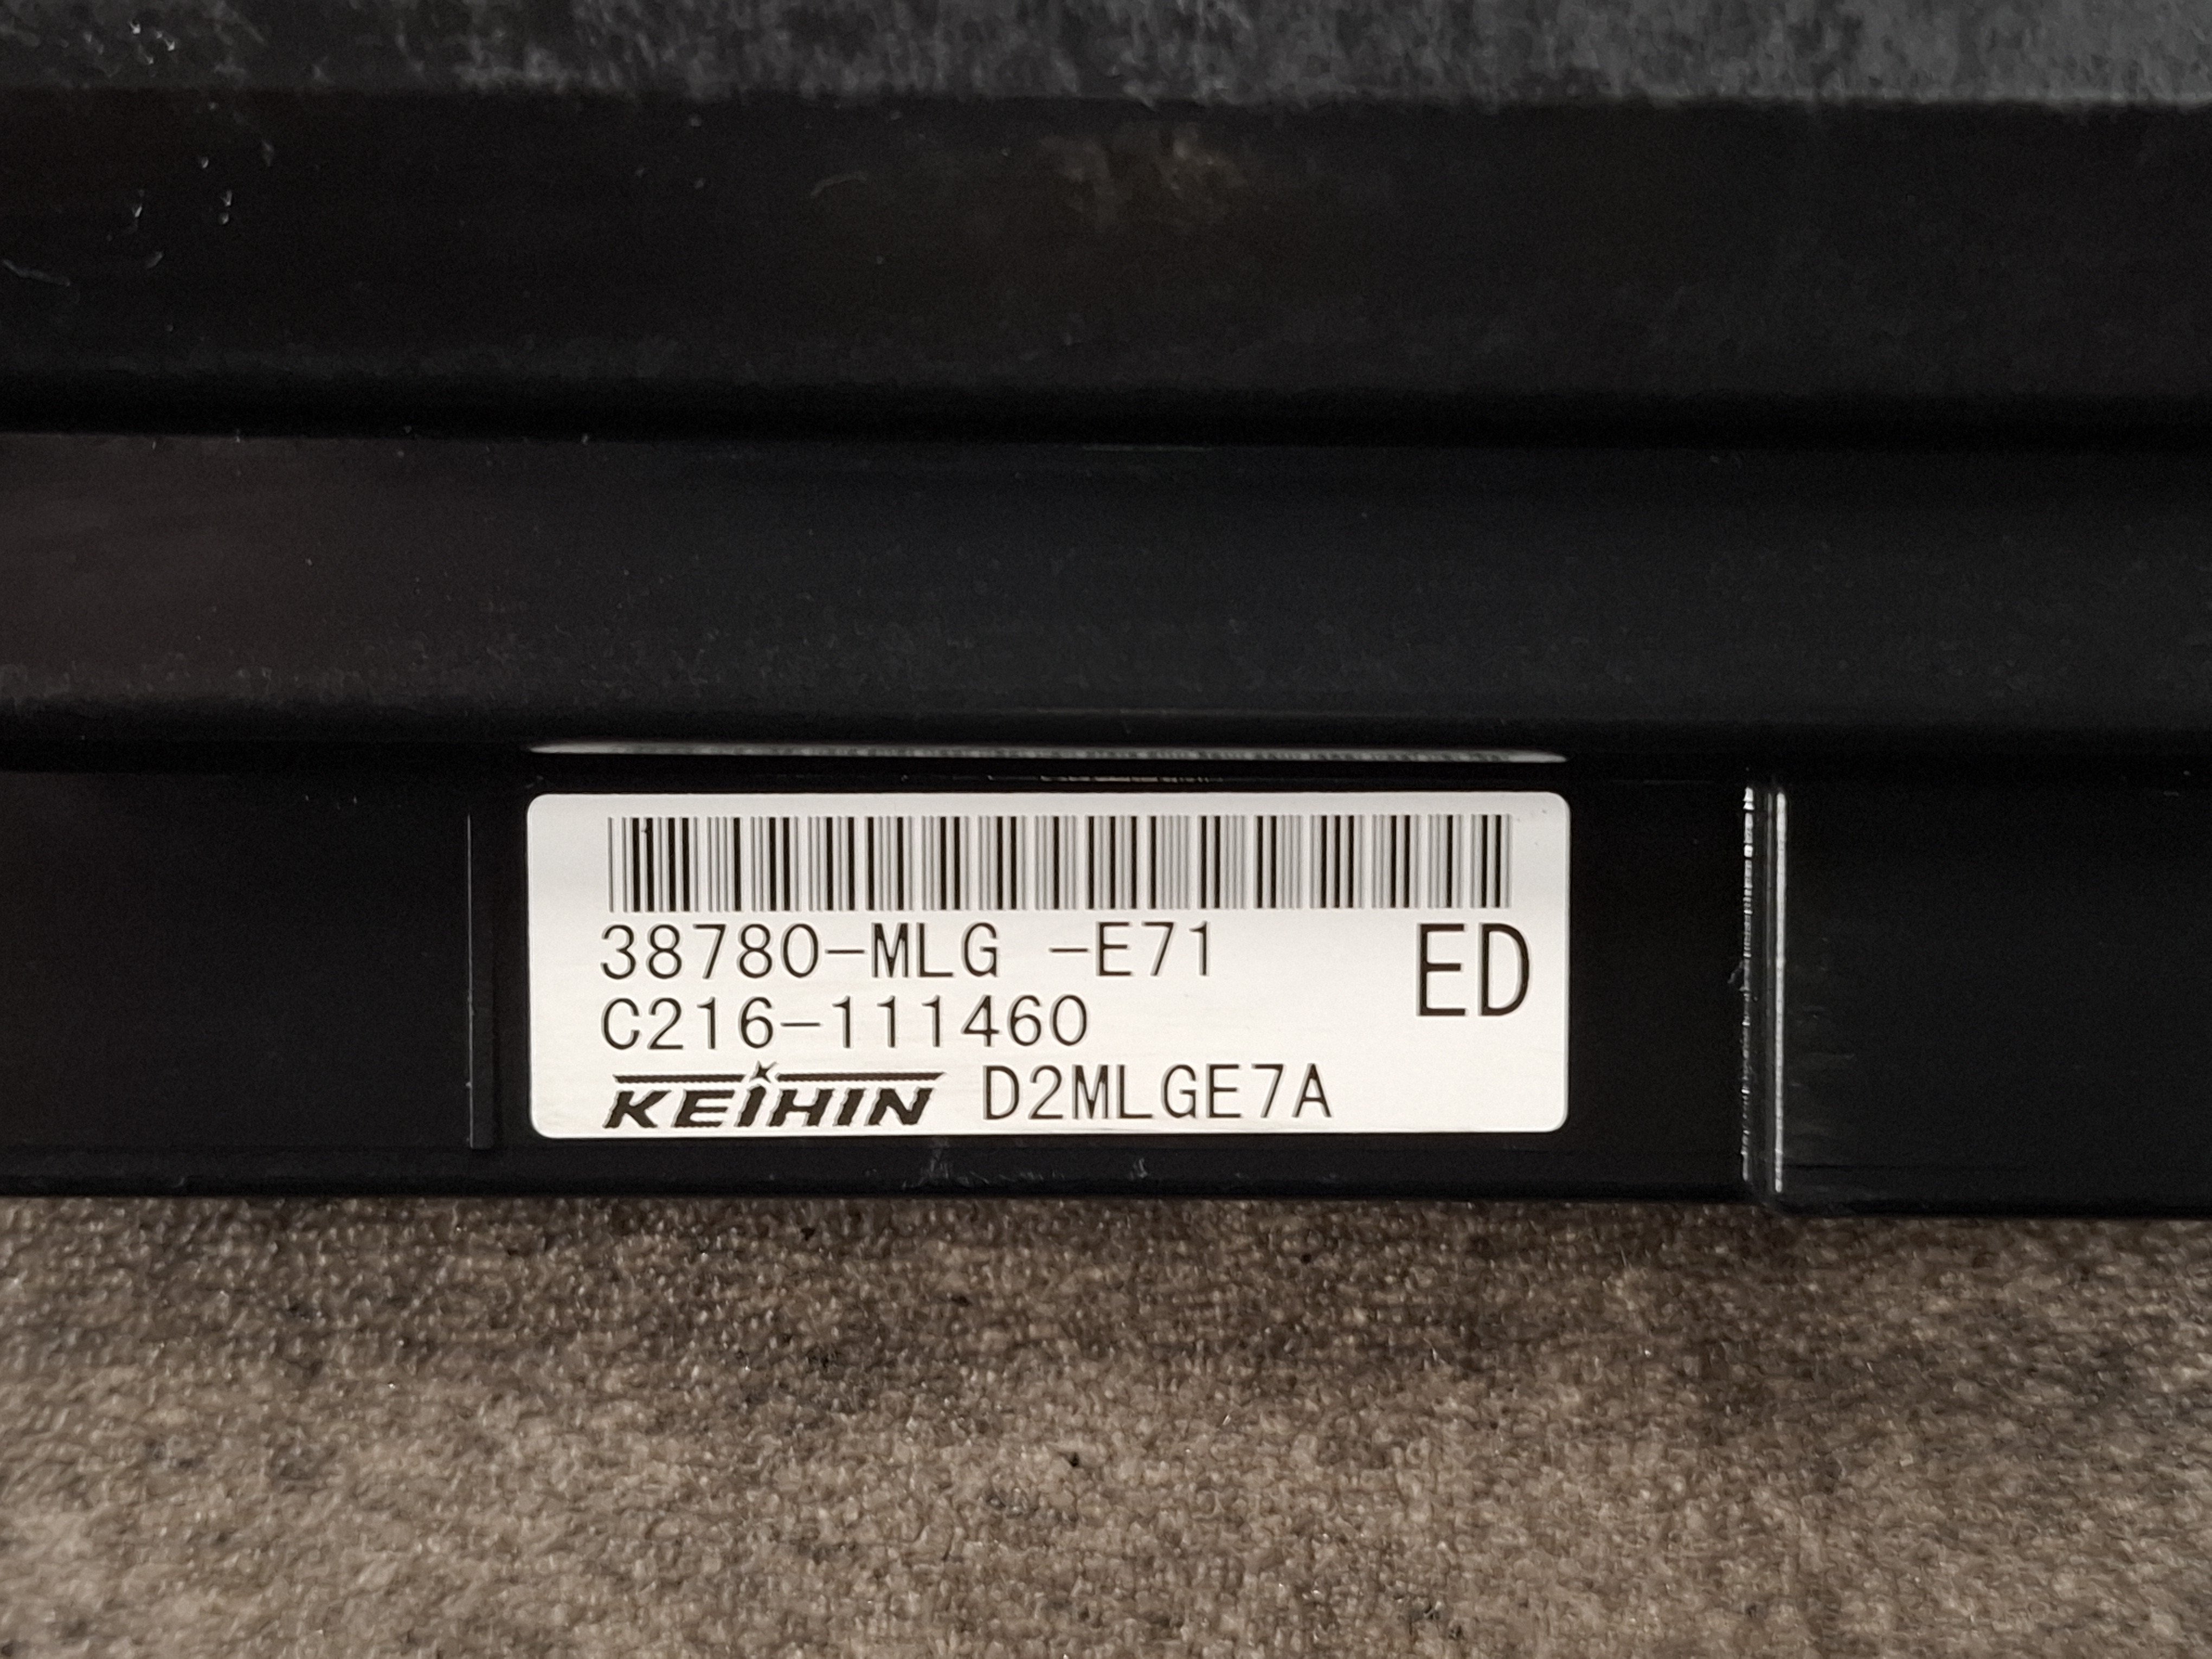 38780-MLG -E71
ED
C216-111460
KEIHIN D2MLGE7A